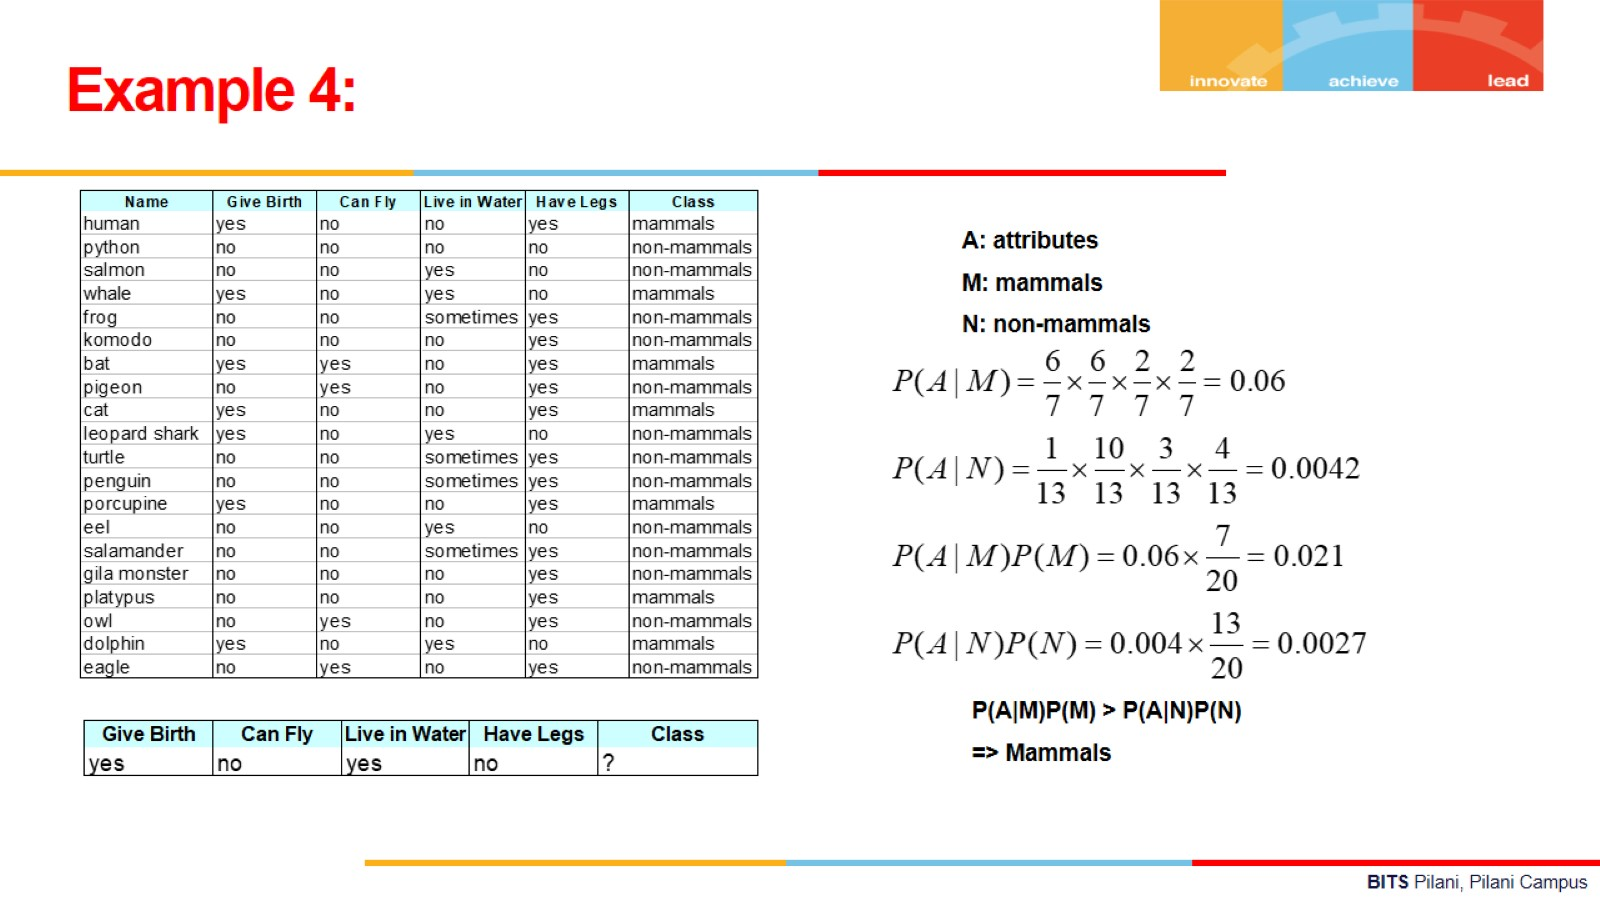 innovate achieve lead
Example 4:
Name Give Birth Can Fly Live in Water Have Legs Class
human yes no no yes mammals
python no no no no non-mammals
salmon no no yes no non-mammals
whale yes no yes no mammals
frog no no sometimes yes non-mammals
komodo no no no yes non-mammals
bat yes yes no yes mammals
pigeon no yes no yes non-mammals
cat yes no no yes mammals
leopard shark yes no yes no non-mammals
turtle no no sometimes yes non-mammals
penguin no no sometimes yes non-mammals
porcupine yes no no yes mammals
eel no no yes no non-mammals
salamander no no sometimes yes non-mammals
gila monster no no no yes non-mammals
platypus no no no yes mammals
owl no yes no yes non-mammals
dolphin yes no yes no mammals
eagle no yes no yes non-mammals
Give Birth Can Fly Live in Water Have Legs Class
yes no yes no ?
A: attributes
M: mammals
N: non-mammals
P(A|M) = 6/7 × 6/7 × 2/7 × 2/7 = 0.06
P(A|N) = 1/13 × 10/13 × 3/13 × 4/13 = 0.0042
P(A|M)P(M) = 0.06 × 7/20 = 0.021
P(A|N)P(N) = 0.004 × 13/20 = 0.0027
P(A|M)P(M) > P(A|N)P(N)
=> Mammals
BITS Pilani, Pilani Campus